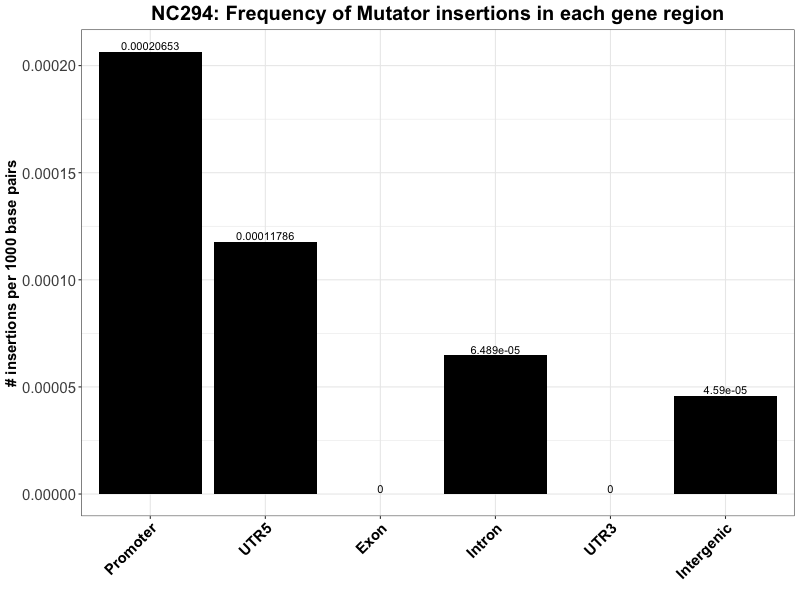 NC294: Frequency of Mutator insertions in each gene region
# insertions per 1000 base pairs
0.00020
0.00015
0.00010
0.00005
0.00000
0.00020653
0.00011786
0
6.489e-05
0
4.59e-05
Promoter
UTR5
Exon
Intron
UTR3
Intergenic